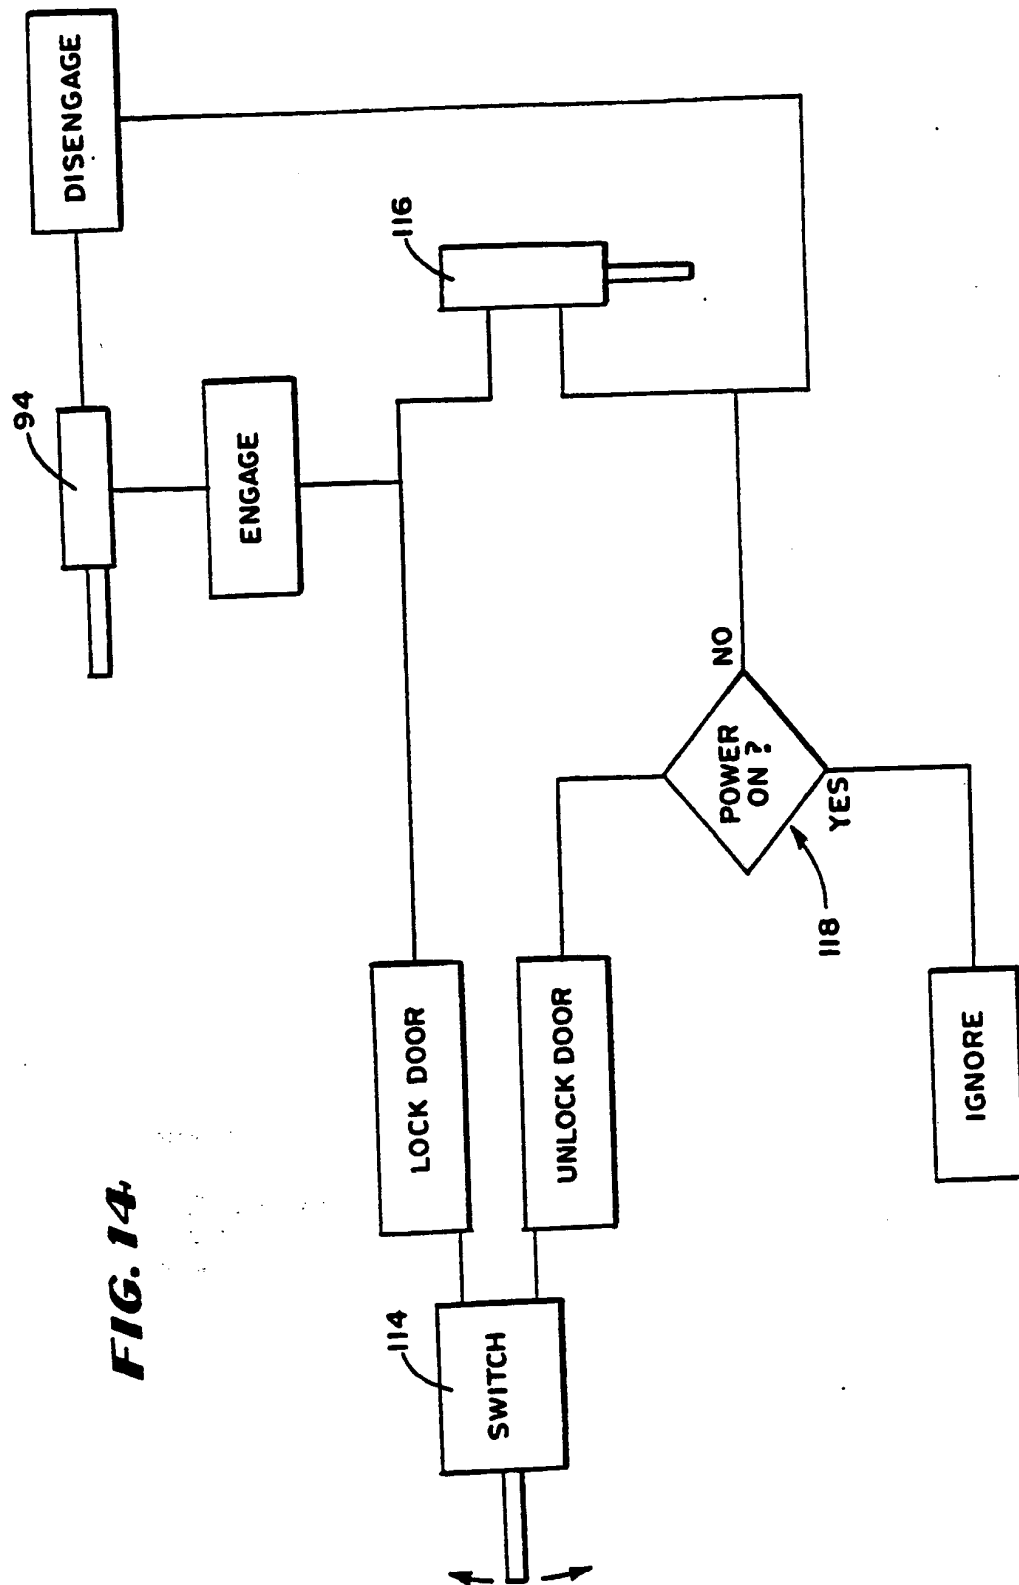 FIG. 14
DISENGAGE
94
ENGAGE
116
LOCK DOOR
114
SWITCH
UNLOCK DOOR
POWER
ON?
NO
YES
118
IGNORE